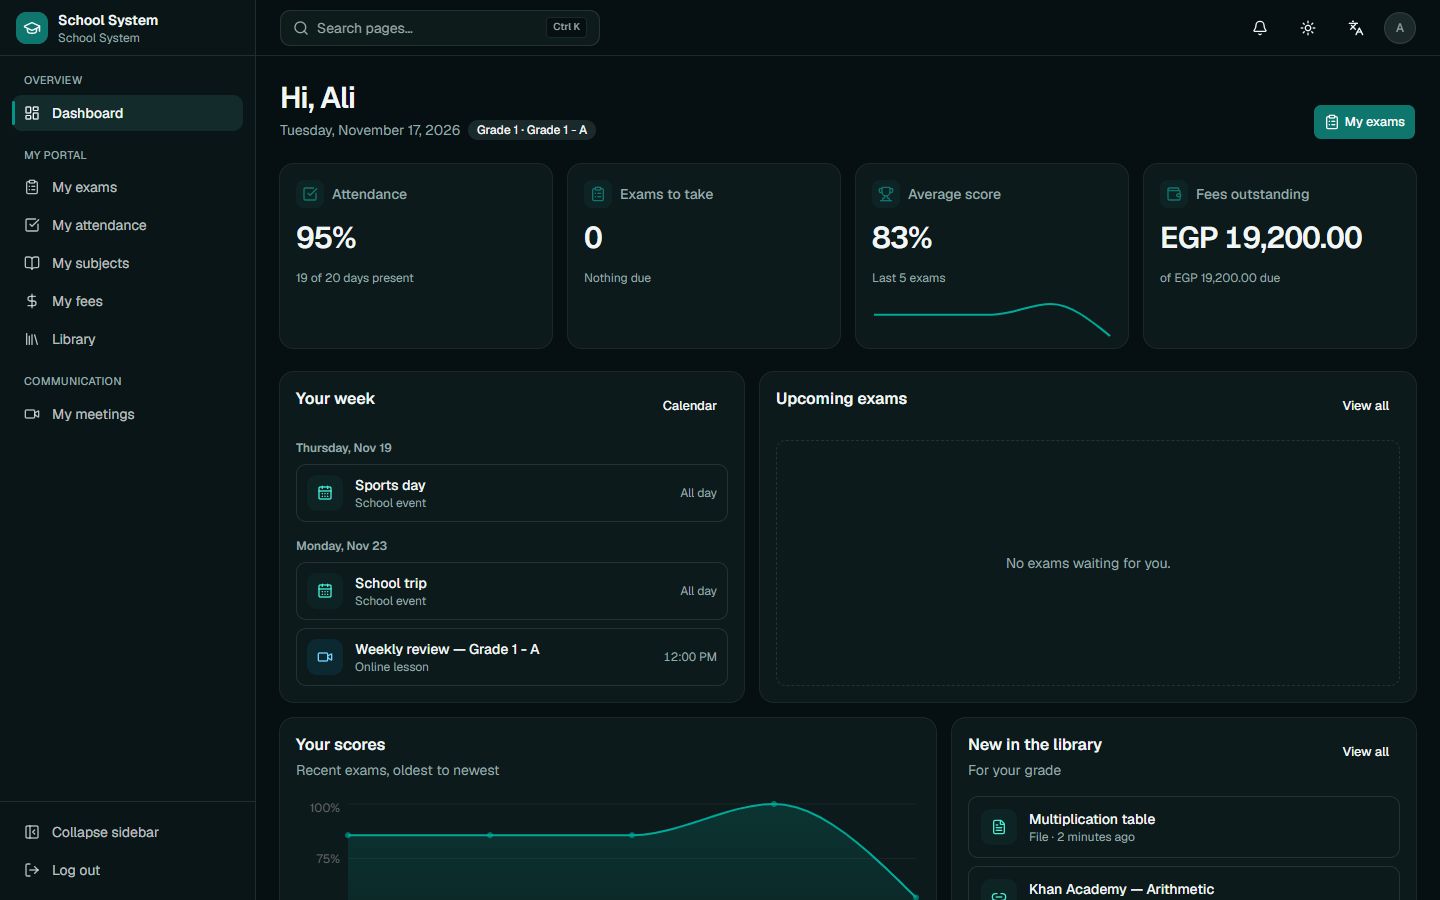 School System
School System
Search pages...
Ctrl K
A
OVERVIEW
Dashboard
MY PORTAL
My exams
My attendance
My subjects
My fees
Library
COMMUNICATION
My meetings
Collapse sidebar
Log out
Hi, Ali
Tuesday, November 17, 2026
Grade 1 · Grade 1 - A
My exams
Attendance
95%
19 of 20 days present
Exams to take
0
Nothing due
Average score
83%
Last 5 exams
Fees outstanding
EGP 19,200.00
of EGP 19,200.00 due
Your week
Calendar
Thursday, Nov 19
Sports day
School event
All day
Monday, Nov 23
School trip
School event
All day
Weekly review — Grade 1 - A
Online lesson
12:00 PM
Upcoming exams
View all
No exams waiting for you.
Your scores
Recent exams, oldest to newest
100%
75%
New in the library
For your grade
View all
Multiplication table
File · 2 minutes ago
Khan Academy — Arithmetic